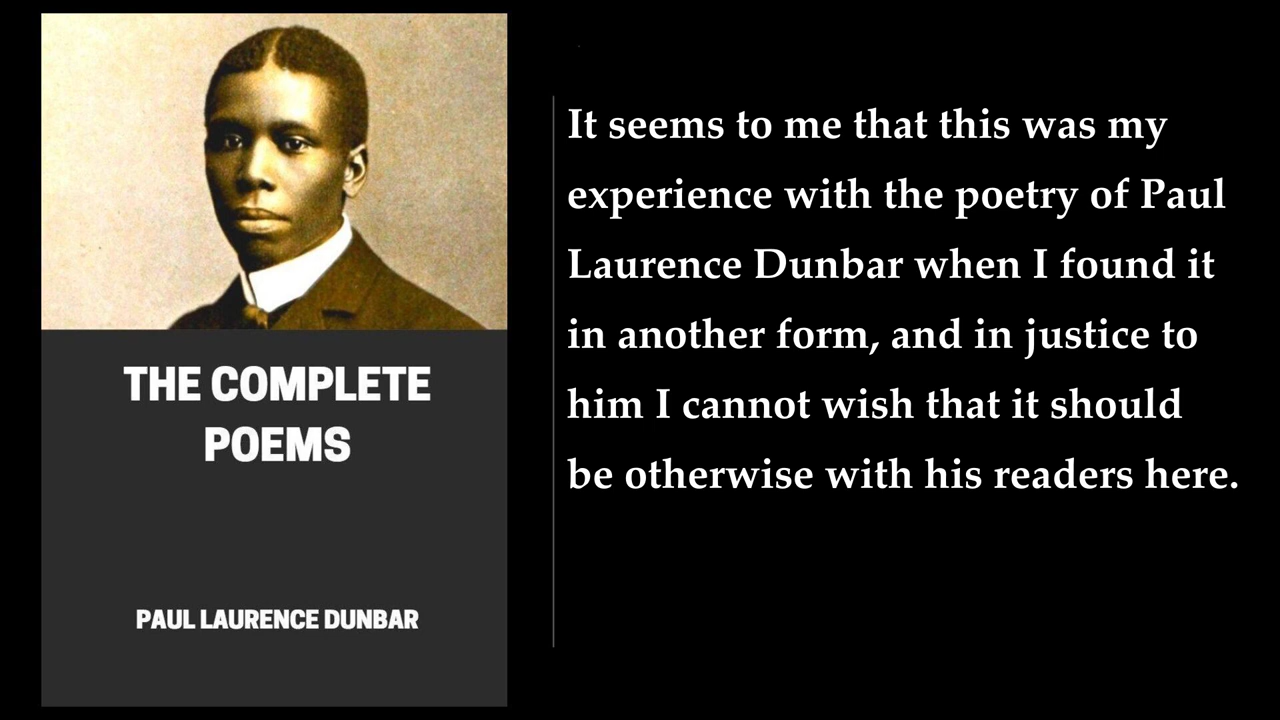 THE COMPLETE
POEMS
PAUL LAURENCE DUNBAR
It seems to me that this was my
experience with the poetry of Paul
Laurence Dunbar when I found it
in another form, and in justice to
him I cannot wish that it should
be otherwise with his readers here.